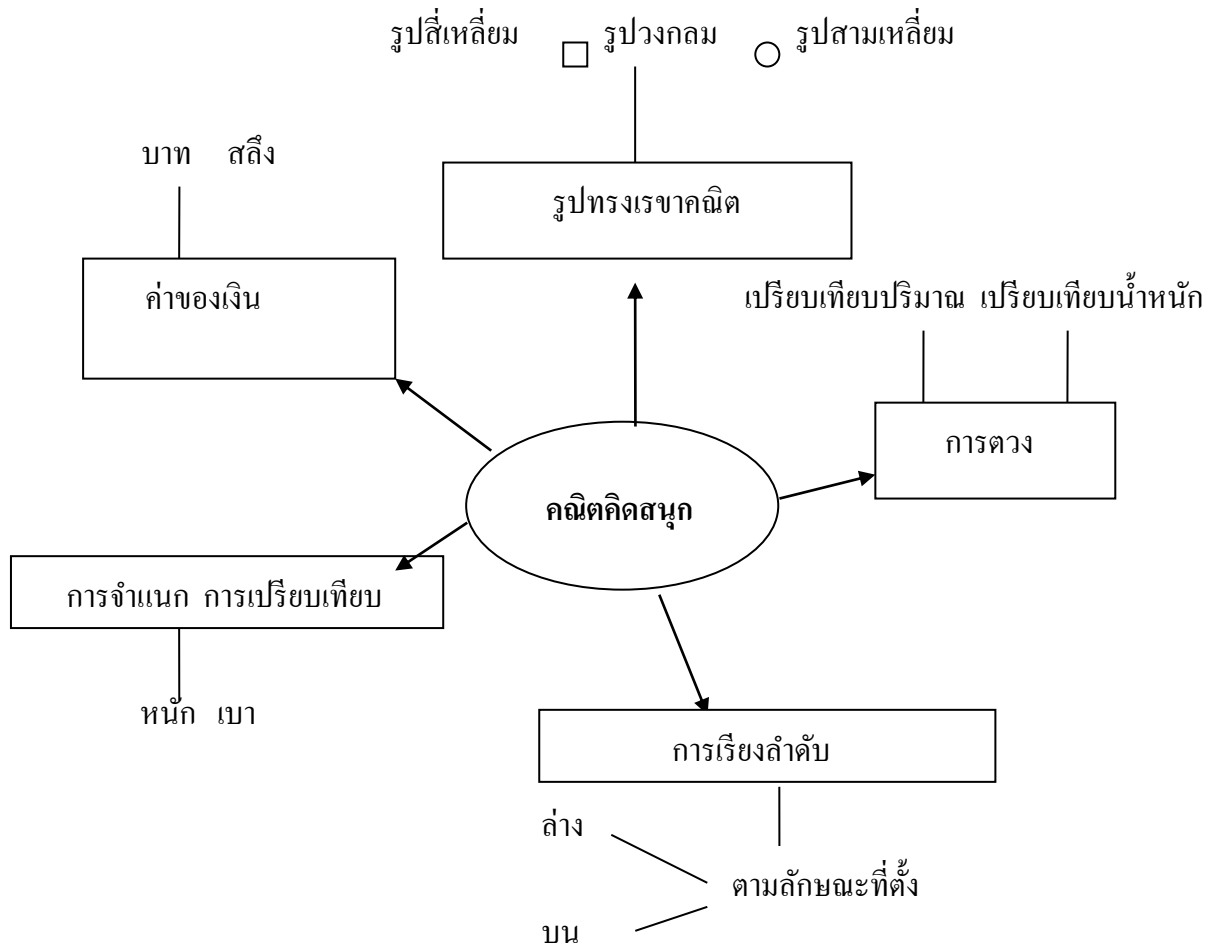 รูปสี่เหลี่ยม รูปวงกลม รูปสามเหลี่ยม
บาท สลึง
รูปทรงเรขาคณิต
ค่าของเงิน
เปรียบเทียบปริมาณ เปรียบเทียบน้ำหนัก
การตวง
คณิตคิดสนุก
การจำแนก การเปรียบเทียบ
หนัก เบา
การเรียงลำดับ
ล่าง
ตามลักษณะที่ตั้ง
บน